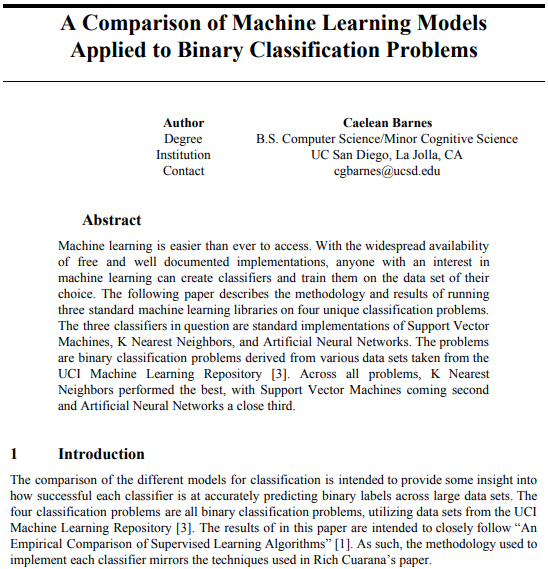 A Comparison of Machine Learning Models
Applied to Binary Classification Problems
Author Caelean Barnes
Degree B.S. Computer Science/Minor Cognitive Science
Institution UC San Diego, La Jolla, CA
Contact cgbarnes@ucsd.edu
Abstract
Machine learning is easier than ever to access. With the widespread availability
of free and well documented implementations, anyone with an interest in
machine learning can create classifiers and train them on the data set of their
choice. The following paper describes the methodology and results of running
three standard machine learning libraries on four unique classification problems.
The three classifiers in question are standard implementations of Support Vector
Machines, K Nearest Neighbors, and Artificial Neural Networks. The problems
are binary classification problems derived from various data sets taken from the
UCI Machine Learning Repository [3]. Across all problems, K Nearest
Neighbors performed the best, with Support Vector Machines coming second
and Artificial Neural Networks a close third.
1 Introduction
The comparison of the different models for classification is intended to provide some insight into
how successful each classifier is at accurately predicting binary labels across large data sets. The
four classification problems are all binary classification problems, utilizing data sets from the UCI
Machine Learning Repository [3]. The results of in this paper are intended to closely follow “An
Empirical Comparison of Supervised Learning Algorithms” [1]. As such, the methodology used to
implement each classifier mirrors the techniques used in Rich Cuarana’s paper.